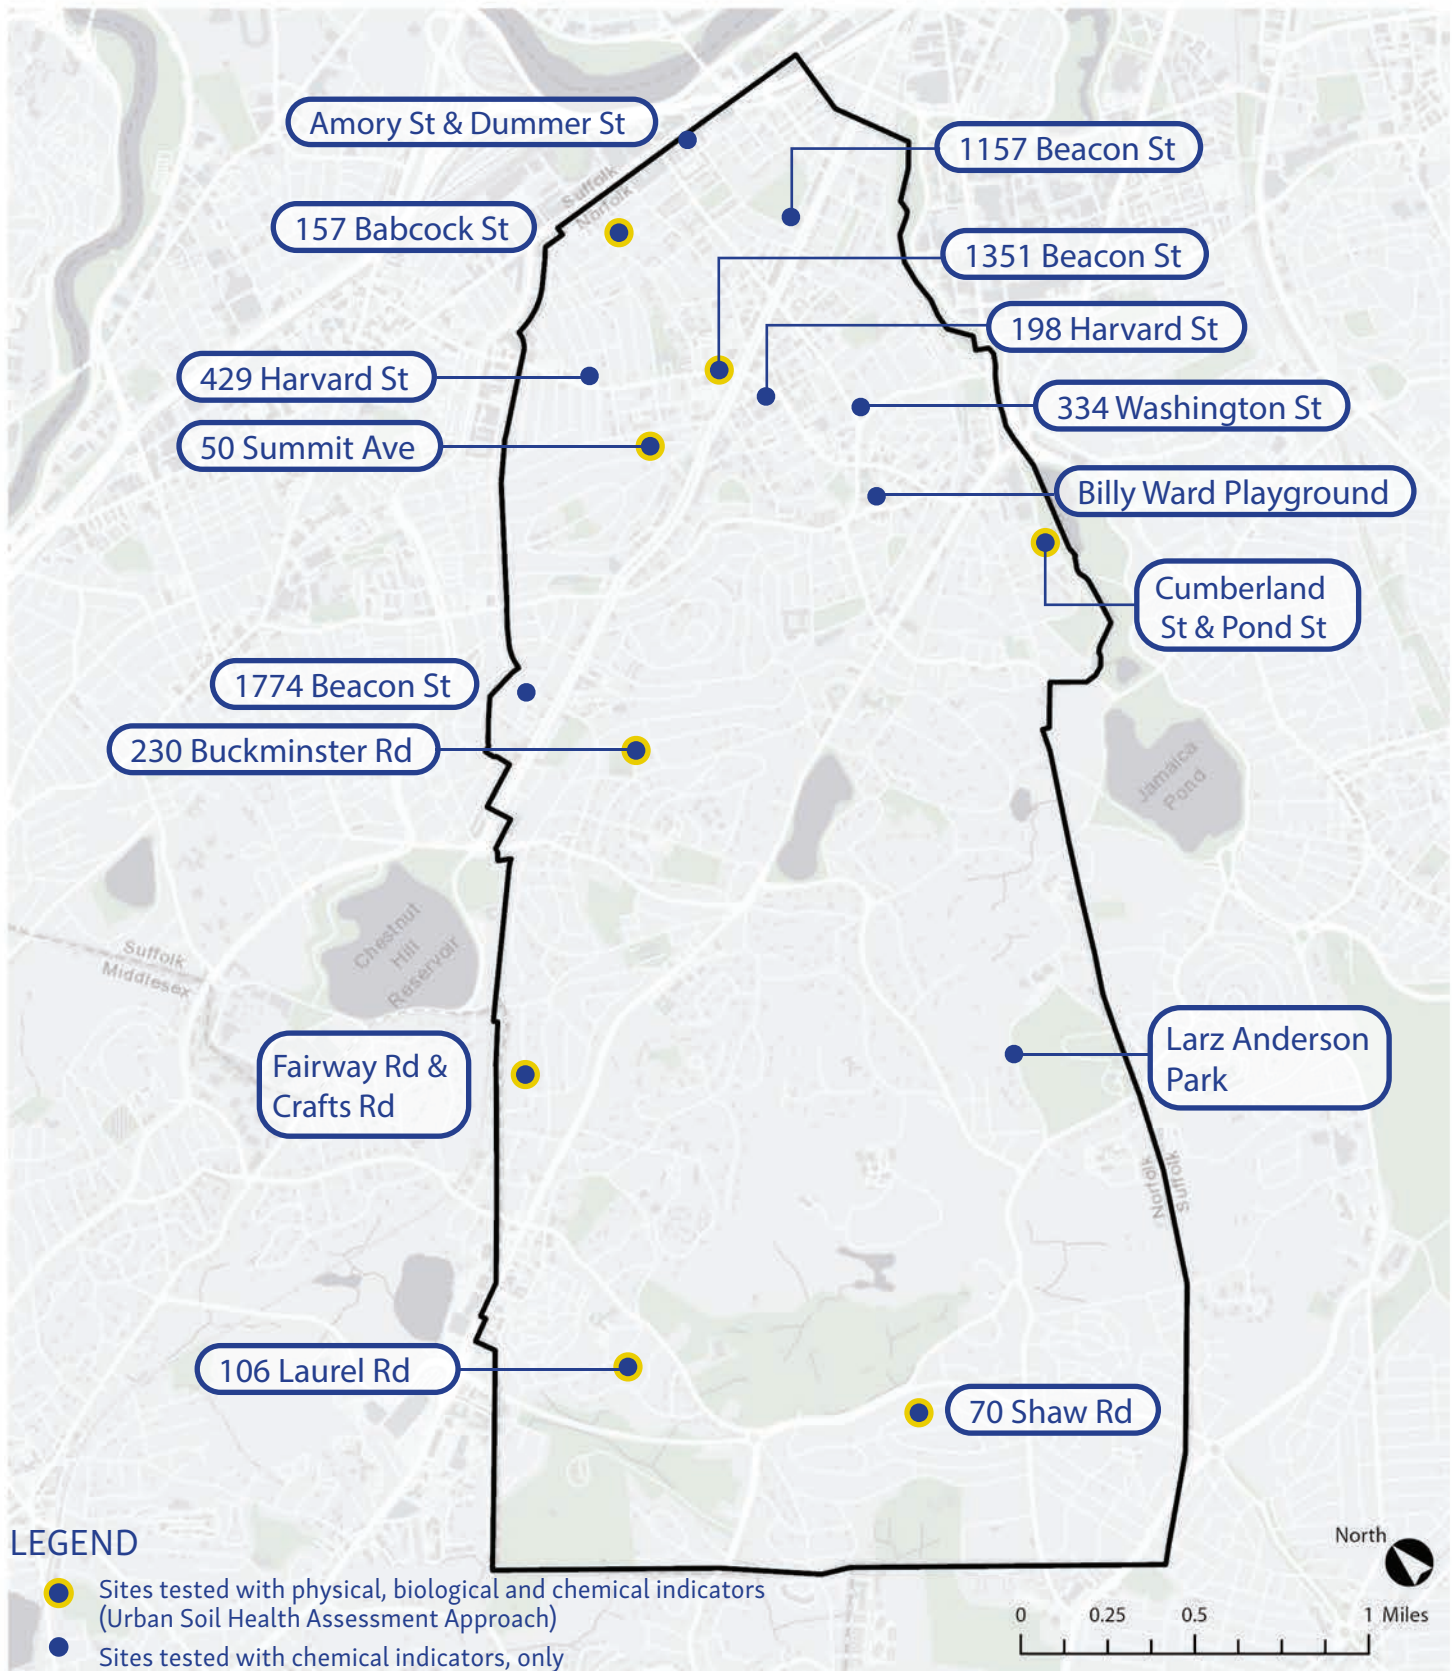 Amory St & Dummer St
1157 Beacon St
Suffolk
Norfolk
157 Babcock St
1351 Beacon St
198 Harvard St
429 Harvard St
334 Washington St
50 Summit Ave
Billy Ward Playground
Cumberland
St & Pond St
1774 Beacon St
230 Buckminster Rd
Jamaica
Pond
Chestnut
Hill
Reservoir
Suffolk
Middlesex
Fairway Rd &
Crafts Rd
Larz Anderson
Park
Norfolk
Suffolk
106 Laurel Rd
70 Shaw Rd
LEGEND
Sites tested with physical, biological and chemical indicators
(Urban Soil Health Assessment Approach)
Sites tested with chemical indicators, only
North
0 0.25 0.5 1 Miles